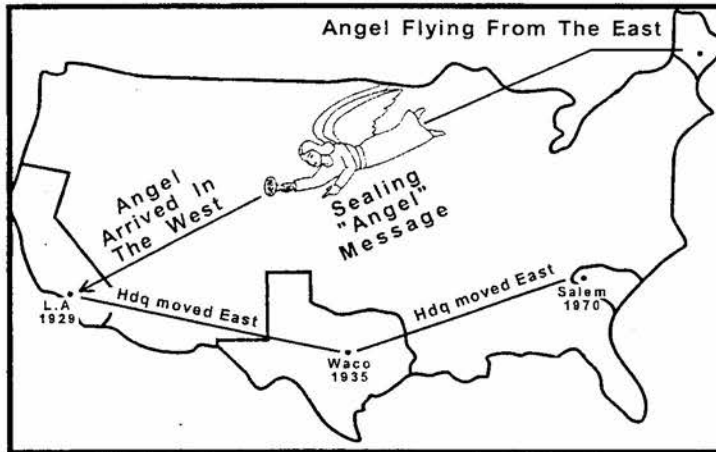 Angel Flying From The East
Angel
Arrived In
The West
Sealing
"Angel"
Message
L.A
1929
Hdq moved East
Waco
1935
Hdq moved East
Salem
1970